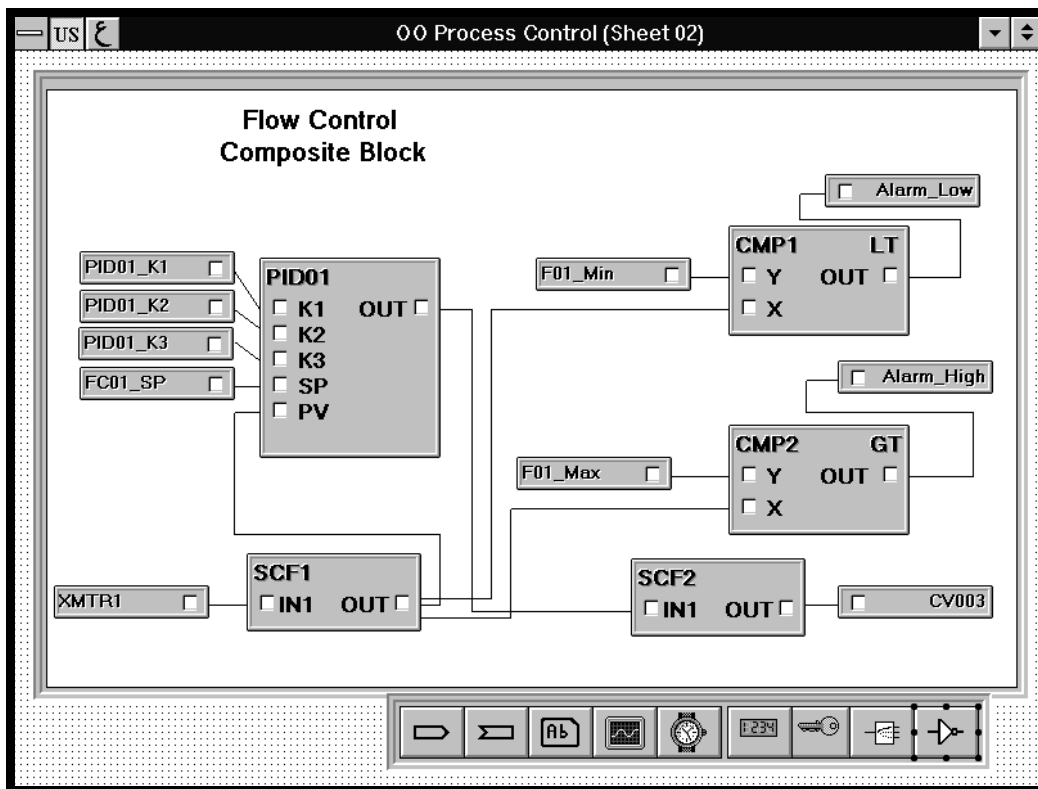 US ع OO Process Control (Sheet 02)
Flow Control
Composite Block
Alarm_Low
CMP1 LT
Y OUT
X
F01_Min
PID01_K1
PID01_K2
PID01_K3
FC01_SP
PID01
K1 OUT
K2
K3
SP
PV
Alarm_High
CMP2 GT
Y OUT
X
F01_Max
XMTR1
SCF1
IN1 OUT
SCF2
IN1 OUT
CV003
Ab
1234